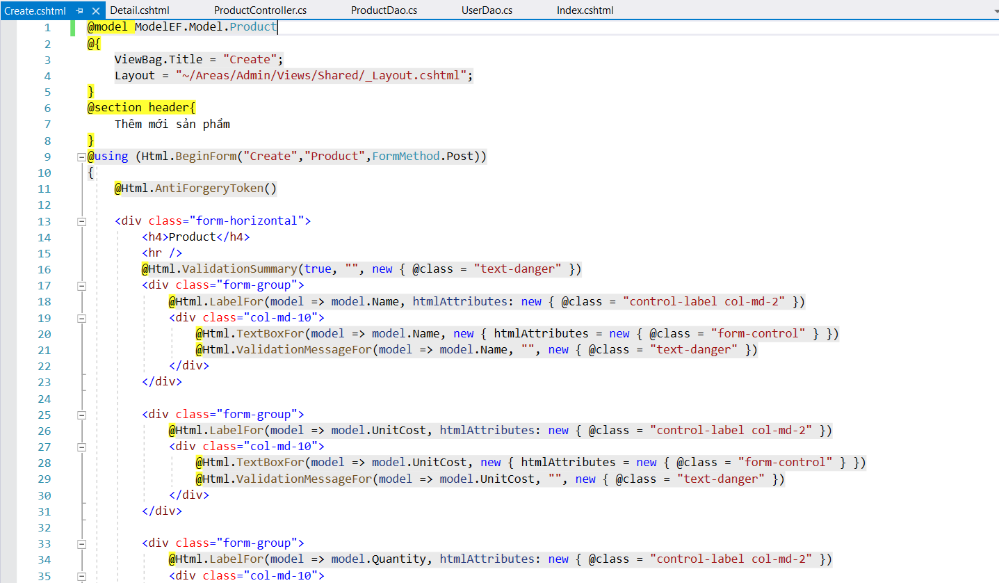 Create.cshtml Detail.cshtml ProductController.cs ProductDao.cs UserDao.cs Index.cshtml
1 @model ModelEF.Model.Product
2 @{
3 ViewBag.Title = "Create";
4 Layout = "~/Areas/Admin/Views/Shared/_Layout.cshtml";
5 }
6 @section header{
7 Thêm mới sản phẩm
8 }
9 @using (Html.BeginForm("Create","Product",FormMethod.Post))
10 {
11 @Html.AntiForgeryToken()
12
13 <div class="form-horizontal">
14 <h4>Product</h4>
15 <hr />
16 @Html.ValidationSummary(true, "", new { @class = "text-danger" })
17 <div class="form-group">
18 @Html.LabelFor(model => model.Name, htmlAttributes: new { @class = "control-label col-md-2" })
19 <div class="col-md-10">
20 @Html.TextBoxFor(model => model.Name, new { htmlAttributes = new { @class = "form-control" } })
21 @Html.ValidationMessageFor(model => model.Name, "", new { @class = "text-danger" })
22 </div>
23 </div>
24
25 <div class="form-group">
26 @Html.LabelFor(model => model.UnitCost, htmlAttributes: new { @class = "control-label col-md-2" })
27 <div class="col-md-10">
28 @Html.TextBoxFor(model => model.UnitCost, new { htmlAttributes = new { @class = "form-control" } })
29 @Html.ValidationMessageFor(model => model.UnitCost, "", new { @class = "text-danger" })
30 </div>
31 </div>
32
33 <div class="form-group">
34 @Html.LabelFor(model => model.Quantity, htmlAttributes: new { @class = "control-label col-md-2" })
35 <div class="col-md-10">